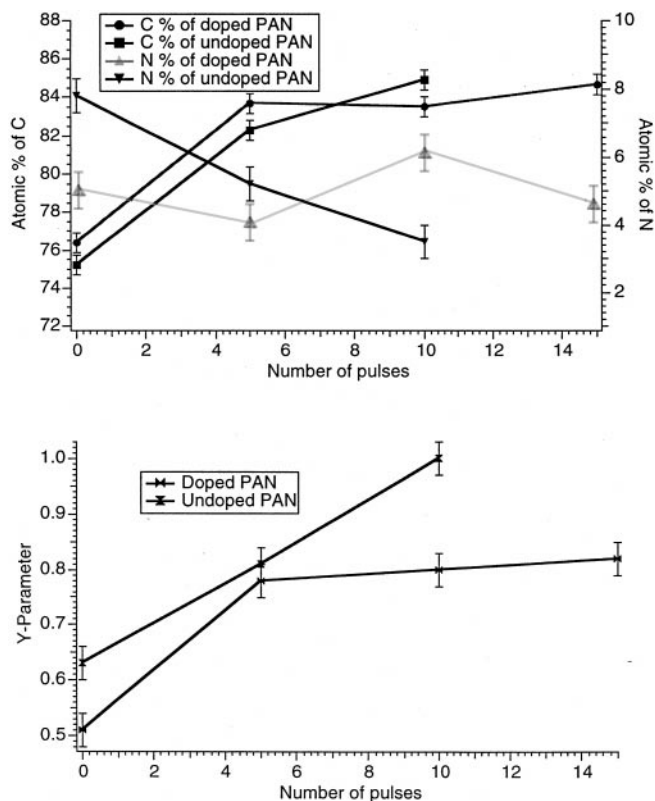 88
86
84
82
80
78
76
74
72
Atomic % of C
C % of doped PAN
C % of undoped PAN
N % of doped PAN
N % of undoped PAN
10
8
6
4
2
Atomic % of N
0 2 4 6 8 10 12 14
Number of pulses
1.0
0.9
0.8
0.7
0.6
0.5
Y-Parameter
Doped PAN
Undoped PAN
0 2 4 6 8 10 12 14
Number of pulses